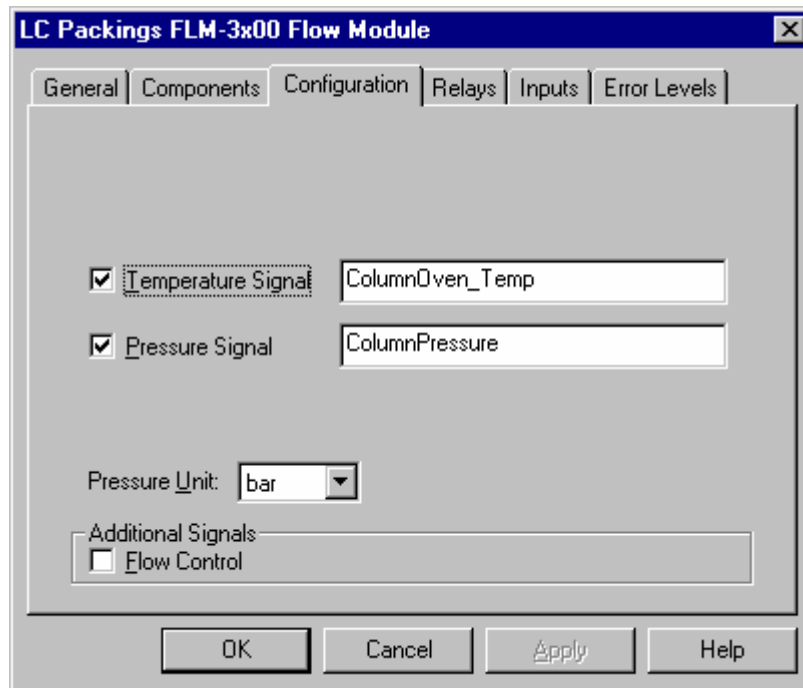 LC Packings FLM-3x00 Flow Module
General Components Configuration Relays Inputs Error Levels
Temperature Signal ColumnOven_Temp
Pressure Signal ColumnPressure
Pressure Unit: bar
Additional Signals
Flow Control
OK Cancel Apply Help